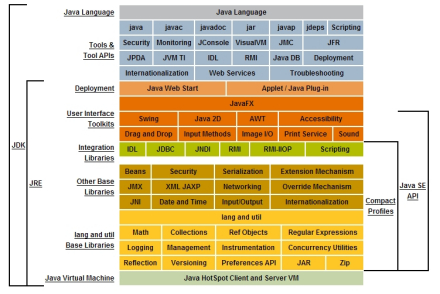 Java Language Java Language
java javac javadoc jar javap jdeps Scripting
Tools & Tool APIs Security Monitoring JConsole VisualVM JMC JFR
JPDA JVM TI IDL RMI Java DB Deployment
Internationalization Web Services Troubleshooting
Deployment Java Web Start Applet / Java Plug-in
JavaFX
User Interface Toolkits Swing Java 2D AWT Accessibility
Drag and Drop Input Methods Image I/O Print Service Sound
Integration Libraries IDL JDBC JNDI RMI RMI-IIOP Scripting
JDK
JRE
Other Base Libraries Beans Security Serialization Extension Mechanism
JMX XML JAXP Networking Override Mechanism
JNI Date and Time Input/Output Internationalization
Java SE API
Compact Profiles
lang and util
lang and util Base Libraries Math Collections Ref Objects Regular Expressions
Logging Management Instrumentation Concurrency Utilities
Reflection Versioning Preferences API JAR Zip
Java Virtual Machine Java HotSpot Client and Server VM